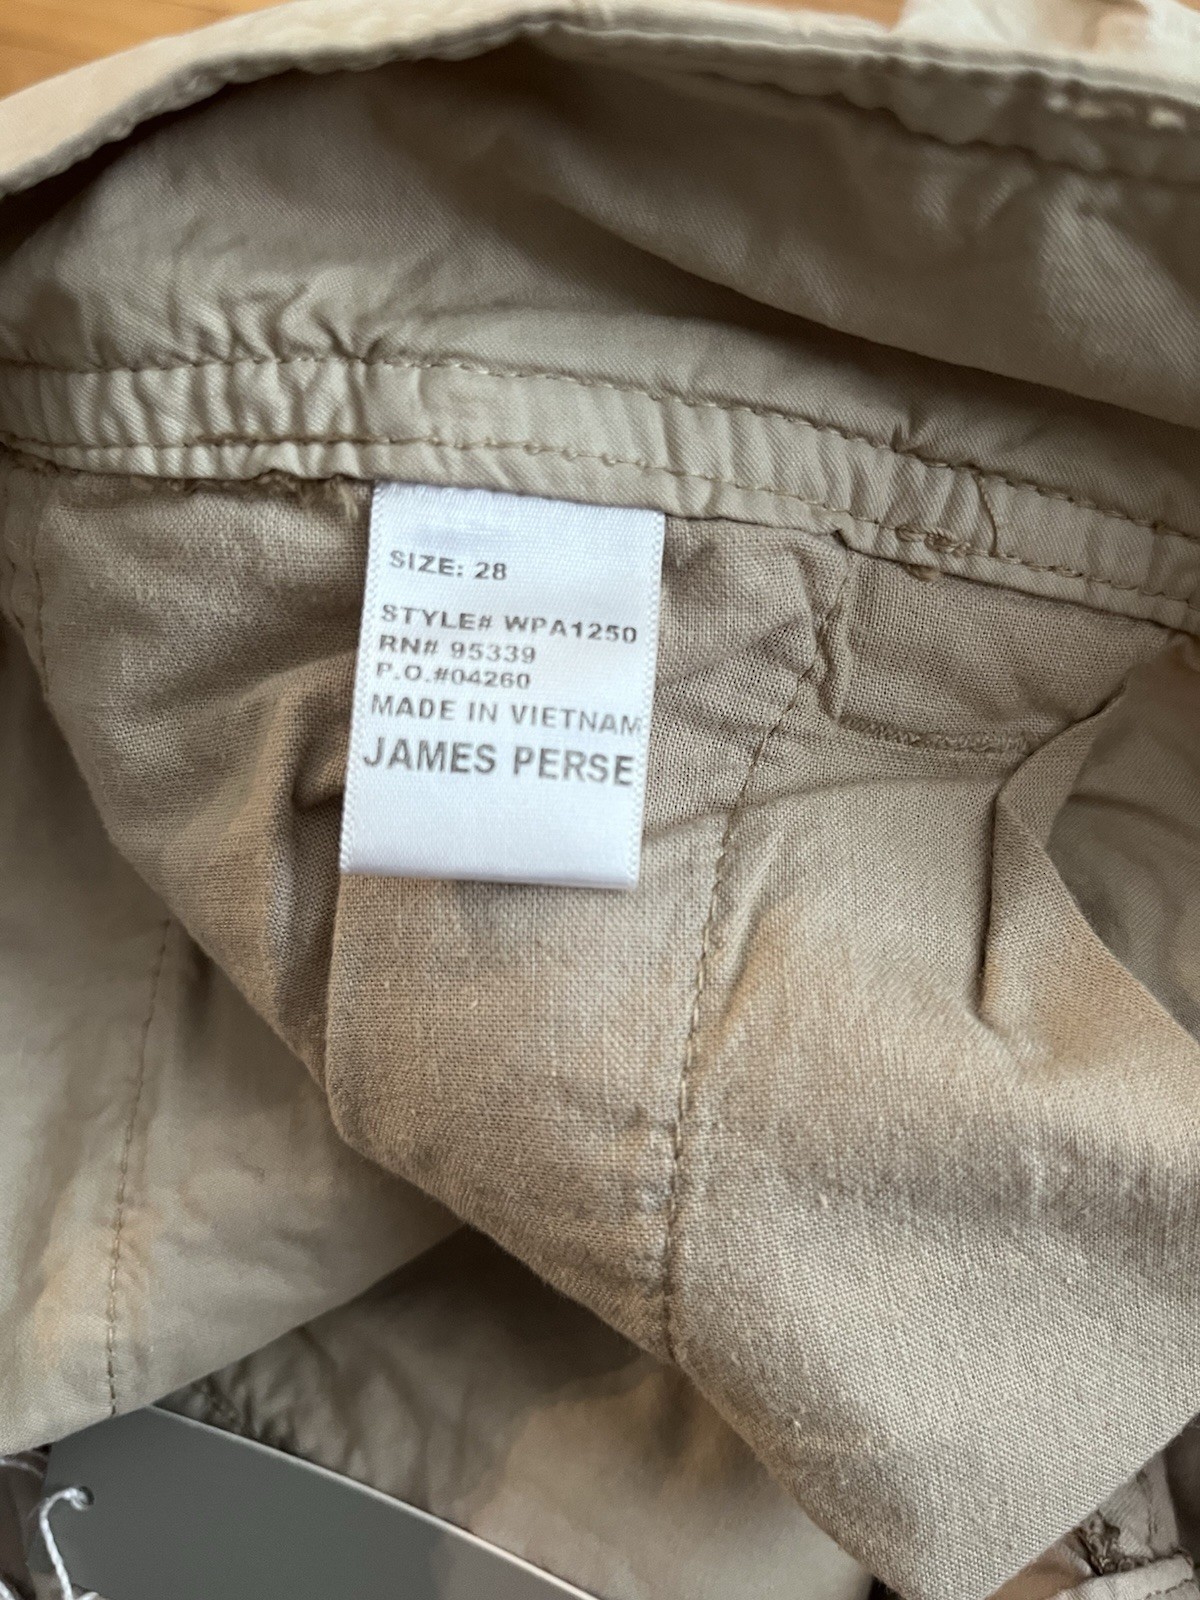 SIZE: 28
STYLE# WPA1250
RN# 95339
P.O.#04260
MADE IN VIETNAM
JAMES PERSE